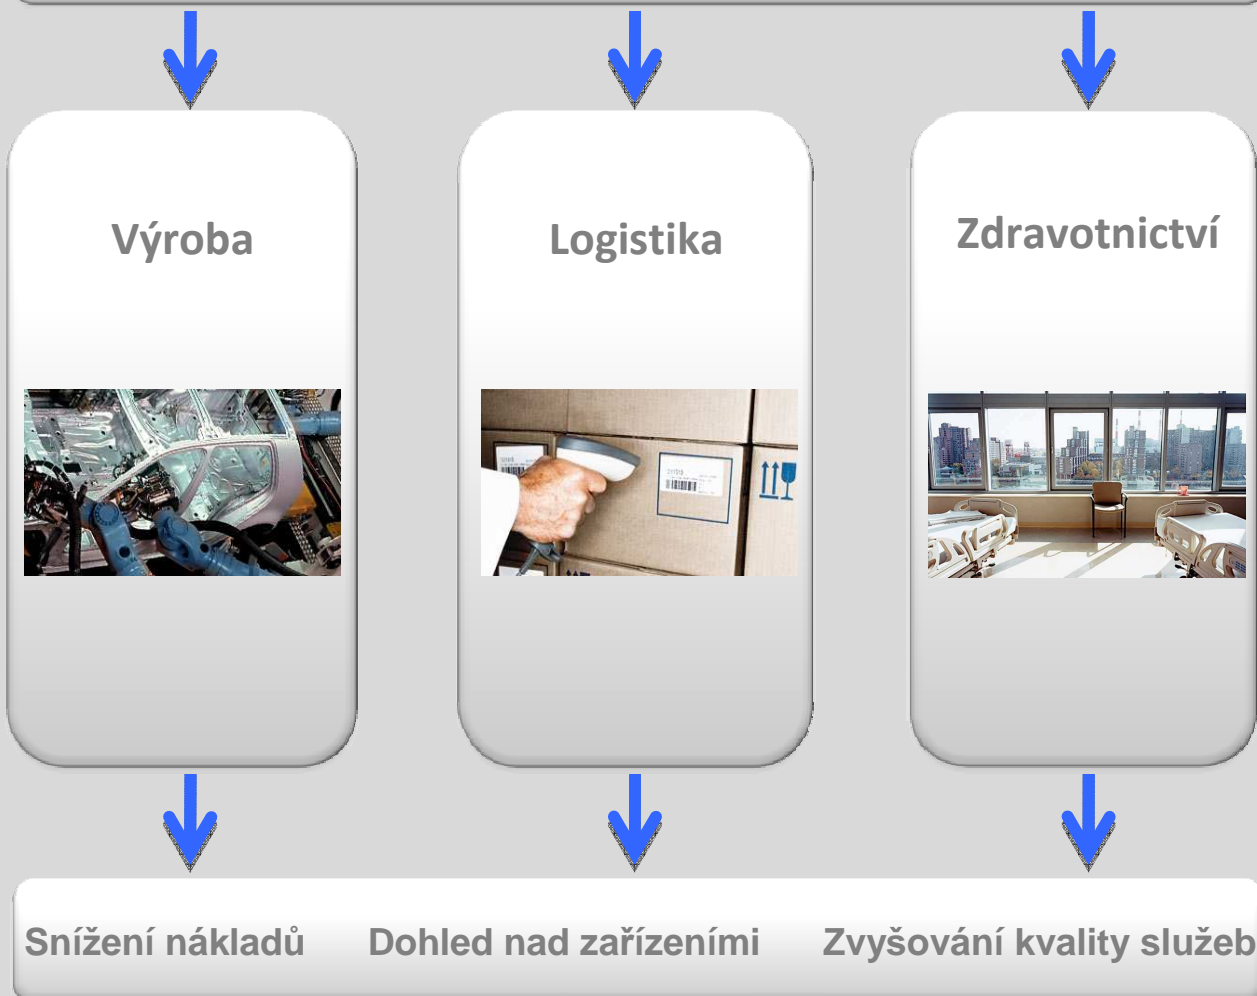 Výroba
Logistika
Zdravotnictví
Snížení nákladů
Dohled nad zařízeními
Zvyšování kvality služeb